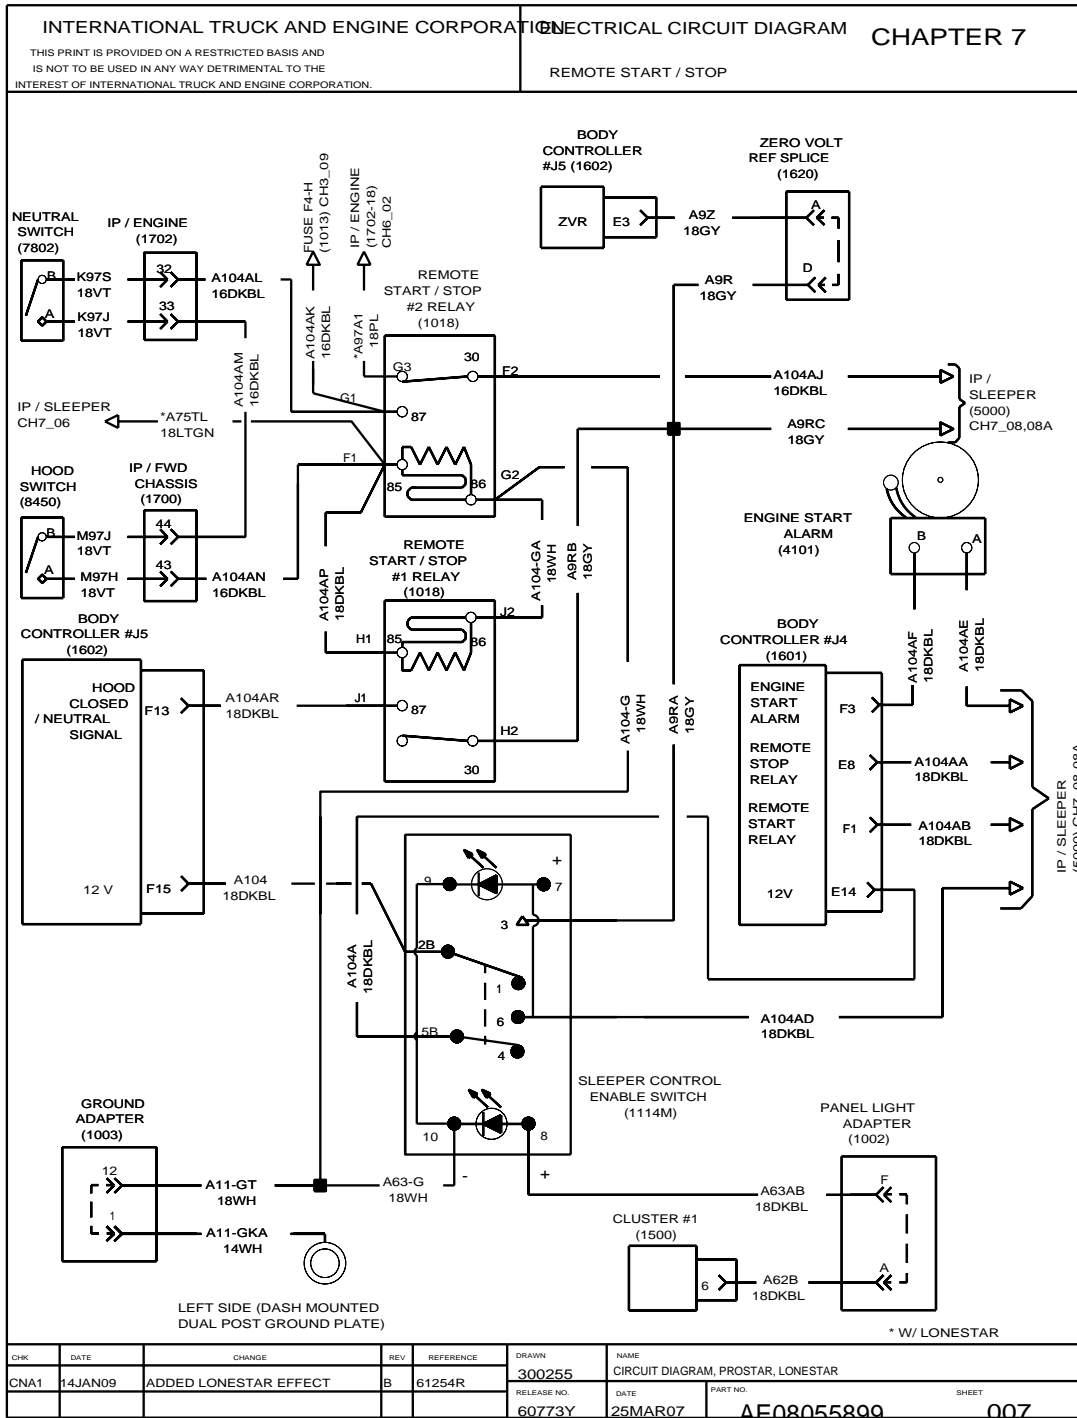 INTERNATIONAL TRUCK AND ENGINE CORPORATION
THIS PRINT IS PROVIDED ON A RESTRICTED BASIS AND
IS NOT TO BE USED IN ANY WAY DETRIMENTAL TO THE
INTEREST OF INTERNATIONAL TRUCK AND ENGINE CORPORATION.
ELECTRICAL CIRCUIT DIAGRAM
CHAPTER 7
REMOTE START / STOP
BODY
CONTROLLER
#J5 (1602)
ZVR
E3
A9Z
18GY
ZERO VOLT
REF SPLICE
(1620)
A
D
A9R
18GY
NEUTRAL
SWITCH
(7802)
B
A
K97S
18VT
K97J
18VT
IP / ENGINE
(1702)
32
33
A104AL
16DKBL
A104AM
16DKBL
FUSE F4-H
(1013) CH3_09
A104AK
16DKBL
IP / ENGINE
(1702-18)
CH6_02
*A97A1
18PL
REMOTE
START / STOP
#2 RELAY
(1018)
G3
30
F2
G1
87
F1
85
86
G2
A104AJ
16DKBL
A9RC
18GY
IP /
SLEEPER
(5000)
CH7_08,08A
IP / SLEEPER
CH7_06
*A75TL
18LTGN
HOOD
SWITCH
(8450)
B
A
M97J
18VT
M97H
18VT
IP / FWD
CHASSIS
(1700)
44
43
A104AN
16DKBL
A104AP
18DKBL
REMOTE
START / STOP
#1 RELAY
(1018)
J2
H1
85
86
J1
87
H2
30
A104-GA
18WH
A9RB
18GY
A104-G
18WH
A9RA
18GY
ENGINE START
ALARM
(4101)
B
A
A104AF
18DKBL
A104AE
18DKBL
BODY
CONTROLLER #J5
(1602)
HOOD
CLOSED
/ NEUTRAL
SIGNAL
F13
A104AR
18DKBL
12 V
F15
A104
18DKBL
BODY
CONTROLLER #J4
(1601)
ENGINE
START
ALARM
F3
REMOTE
STOP
RELAY
E8
A104AA
18DKBL
REMOTE
START
RELAY
F1
A104AB
18DKBL
12V
E14
IP / SLEEPER
(5000) CH7_08,08A
A104A
18DKBL
9
+
7
3
2B
1
6
5B
4
10
8
-
+
A104AD
18DKBL
SLEEPER CONTROL
ENABLE SWITCH
(1114M)
GROUND
ADAPTER
(1003)
12
1
A11-GT
18WH
A63-G
18WH
A11-GKA
14WH
LEFT SIDE (DASH MOUNTED
DUAL POST GROUND PLATE)
PANEL LIGHT
ADAPTER
(1002)
F
A
A63AB
18DKBL
CLUSTER #1
(1500)
6
A62B
18DKBL
* W/ LONESTAR
CHK DATE CHANGE REV REFERENCE
CNA1 14JAN09 ADDED LONESTAR EFFECT B 61254R
DRAWN
300255
NAME
CIRCUIT DIAGRAM, PROSTAR, LONESTAR
RELEASE NO.
60773Y
DATE
25MAR07
PART NO.
AE08055899
SHEET
007